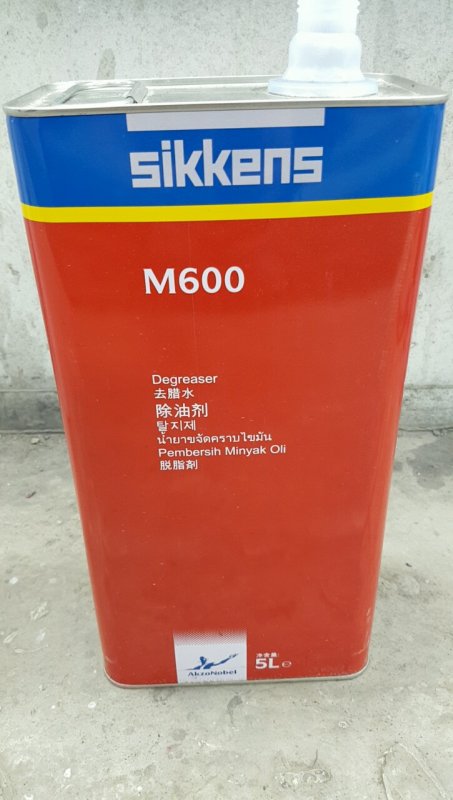 sikkens
M600
Degreaser
去腊水
除油剂
탈지제
น้ำยาขจัดคราบไขมัน
Pembersih Minyak Oli
脱脂剤
AkzoNobel
净含量:
5L e